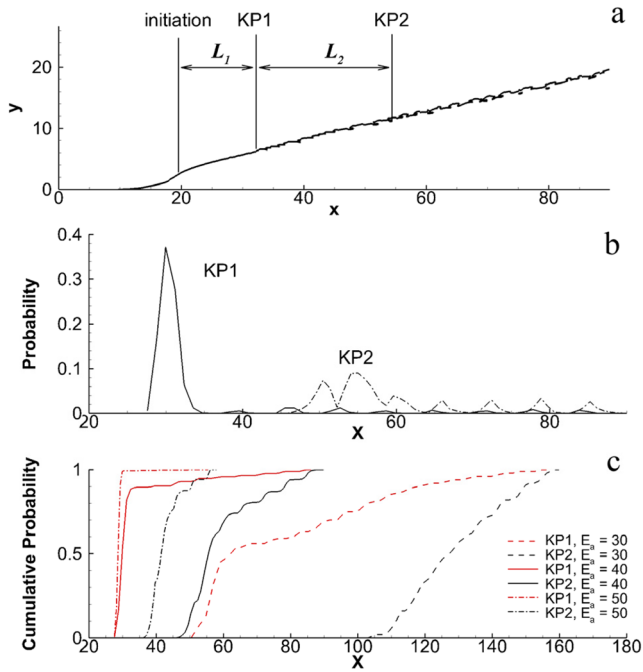 a
initiation KP1 KP2
L1 L2
20
10
0
y
0 20 40 60 80
x
b
0.4
0.3
0.2
0.1
0
Probability
KP1
KP2
20 40 60 80
X
c
1
0.5
0
Cumulative Probability
KP1, Ea = 30
KP2, Ea = 30
KP1, Ea = 40
KP2, Ea = 40
KP1, Ea = 50
KP2, Ea = 50
20 40 60 80 100 120 140 160 180
X